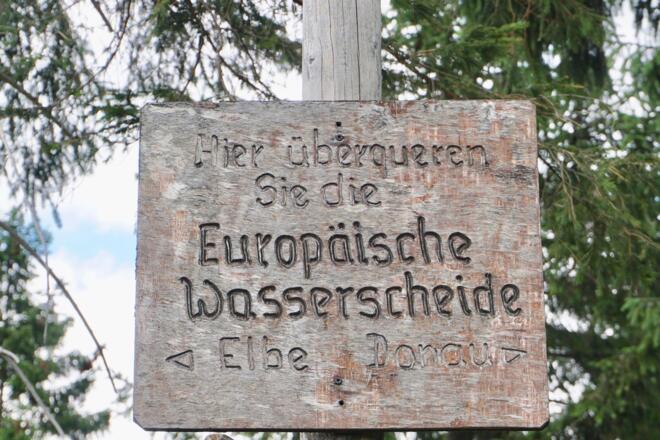 Hier überqueren
Sie die
Europäische
Wasserscheide
◁ Elbe Donau ▷